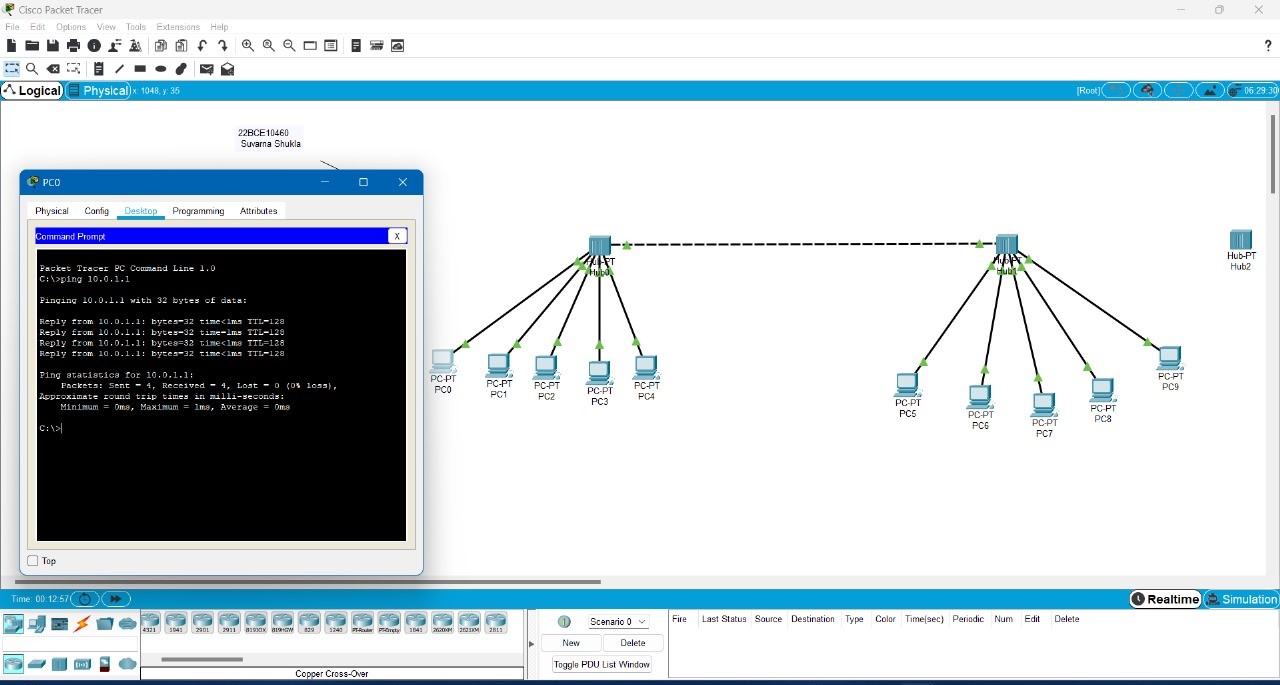 Cisco Packet Tracer
File Edit Options View Tools Extensions Help
?
Logical Physical x: 1048, y: 35 [Root] 06:29:30
22BCE10460
Suvarna Shukla
PC0
Physical Config Desktop Programming Attributes
Command Prompt X
Packet Tracer PC Command Line 1.0
C:\>ping 10.0.1.1
Pinging 10.0.1.1 with 32 bytes of data:
Reply from 10.0.1.1: bytes=32 time<1ms TTL=128
Reply from 10.0.1.1: bytes=32 time=1ms TTL=128
Reply from 10.0.1.1: bytes=32 time<1ms TTL=128
Reply from 10.0.1.1: bytes=32 time<1ms TTL=128
Ping statistics for 10.0.1.1:
Packets: Sent = 4, Received = 4, Lost = 0 (0% loss),
Approximate round trip times in milli-seconds:
Minimum = 0ms, Maximum = 1ms, Average = 0ms
C:\>
Top
Hub-PT
Hub0
Hub-PT
Hub1
Hub-PT
Hub2
PC-PT
PC0
PC-PT
PC1
PC-PT
PC2
PC-PT
PC3
PC-PT
PC4
PC-PT
PC5
PC-PT
PC6
PC-PT
PC7
PC-PT
PC8
PC-PT
PC9
Time: 00:12:57 Realtime Simulation
4321 1941 2901 2911 819IOX 819HGW 829 1240 PT-Router PT-Empty 1841 2620XM 2621XM 2811
Copper Cross-Over
Scenario 0
New Delete
Toggle PDU List Window
Fire Last Status Source Destination Type Color Time(sec) Periodic Num Edit Delete